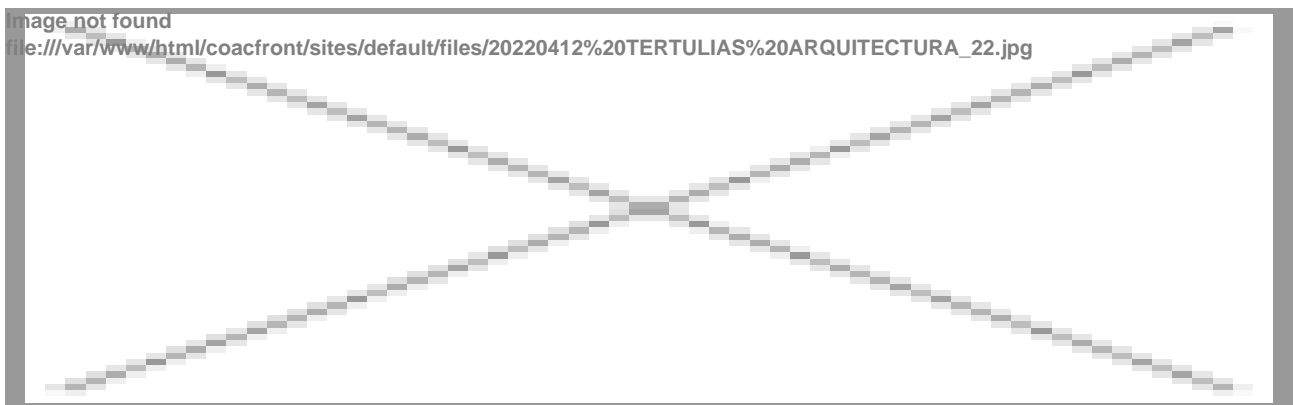 Image not found
file:///var/www/html/coacfront/sites/default/files/20220412%20TERTULIAS%20ARQUITECTURA_22.jpg